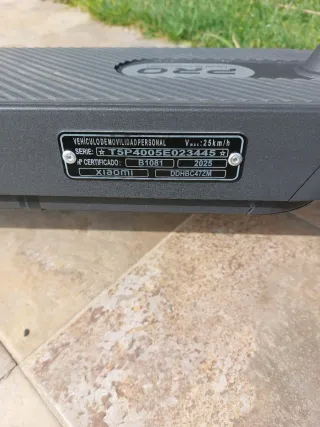 PRO
VEHÍCULO DE MOVILIDAD PERSONAL Vmax:25km/h
SERIE: ☆ T5P4005E023445 ☆
Nº CERTIFICADO: B1081 2025
xiaomi DDHBC47ZM